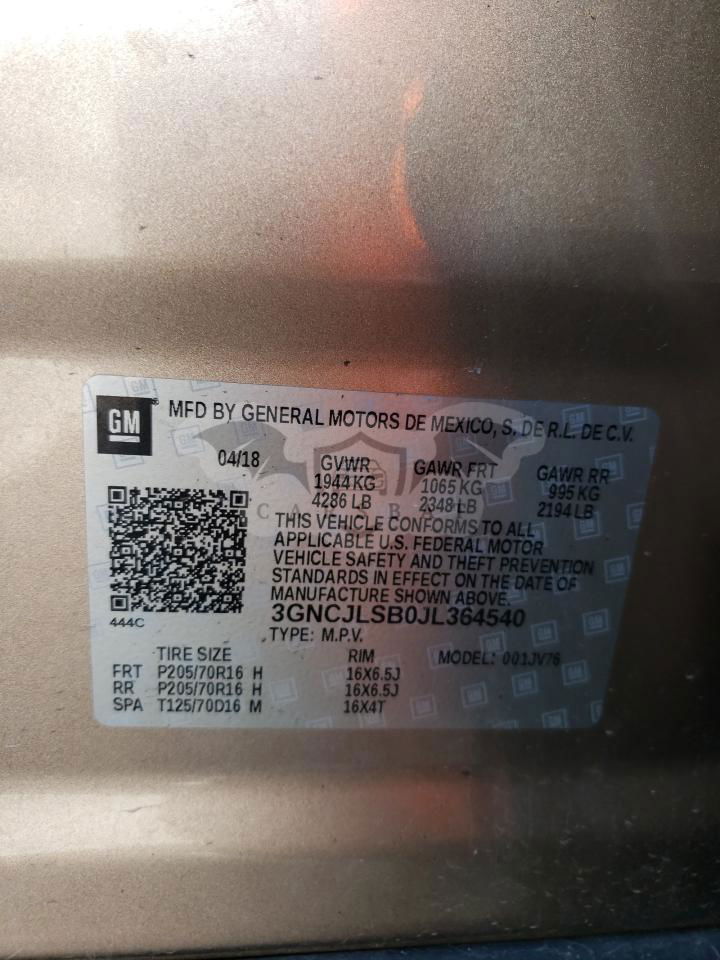 GM
MFD BY GENERAL MOTORS DE MEXICO, S. DE R.L. DE C.V.
04/18 GVWR GAWR FRT GAWR RR
1944 KG 1065 KG 995 KG
4286 LB 2348 LB 2194 LB
THIS VEHICLE CONFORMS TO ALL
APPLICABLE U.S. FEDERAL MOTOR
VEHICLE SAFETY AND THEFT PREVENTION
STANDARDS IN EFFECT ON THE DATE OF
MANUFACTURE SHOWN ABOVE.
3GNCJLSB0JL364540
444C TYPE: M.P.V.
TIRE SIZE RIM MODEL: 001JV76
FRT P205/70R16 H 16X6.5J
RR P205/70R16 H 16X6.5J
SPA T125/70D16 M 16X4T